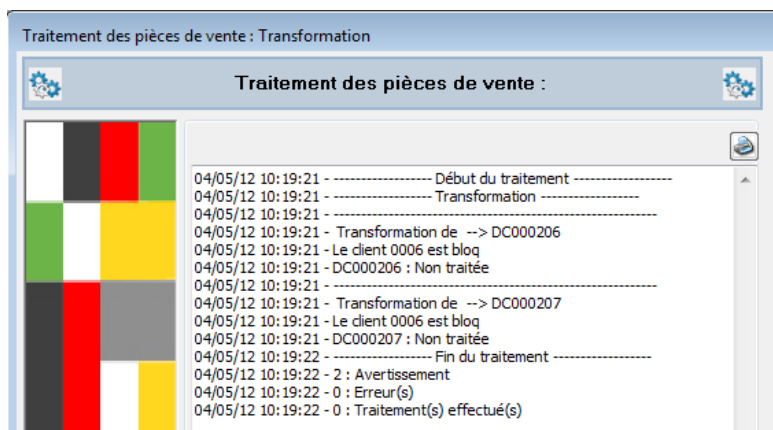 Traitement des pièces de vente : Transformation
Traitement des pièces de vente :
04/05/12 10:19:21 - ------------------- Début du traitement -------------------
04/05/12 10:19:21 - ------------------- Transformation -------------------
04/05/12 10:19:21 - ---------------------------------------------------------------
04/05/12 10:19:21 - Transformation de --> DC000206
04/05/12 10:19:21 - Le client 0006 est bloq
04/05/12 10:19:21 - DC000206 : Non traitée
04/05/12 10:19:21 - ---------------------------------------------------------------
04/05/12 10:19:21 - Transformation de --> DC000207
04/05/12 10:19:21 - Le client 0006 est bloq
04/05/12 10:19:21 - DC000207 : Non traitée
04/05/12 10:19:22 - ------------------- Fin du traitement -------------------
04/05/12 10:19:22 - 2 : Avertissement
04/05/12 10:19:22 - 0 : Erreur(s)
04/05/12 10:19:22 - 0 : Traitement(s) effectué(s)